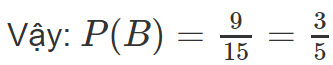 Vậy: P(B) = 9/15 = 3/5